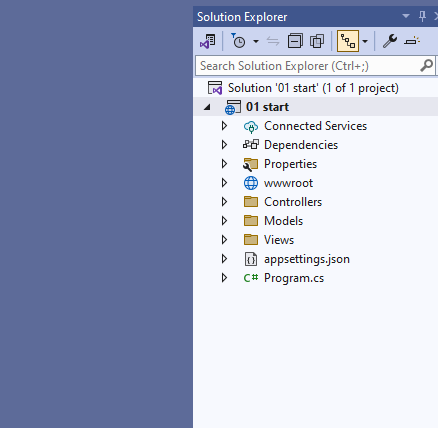 Solution Explorer
Search Solution Explorer (Ctrl+;)
Solution '01 start' (1 of 1 project)
01 start
Connected Services
Dependencies
Properties
wwwroot
Controllers
Models
Views
appsettings.json
C# Program.cs